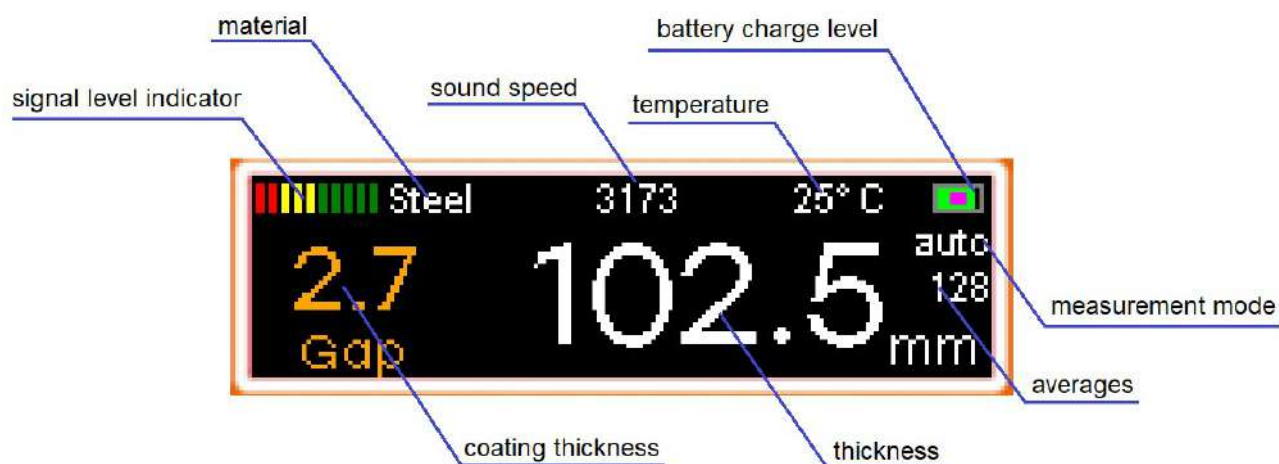 material
battery charge level
signal level indicator
sound speed
temperature
Steel 3173 25° C
auto
2.7 102.5 128
Gap mm
measurement mode
averages
coating thickness
thickness